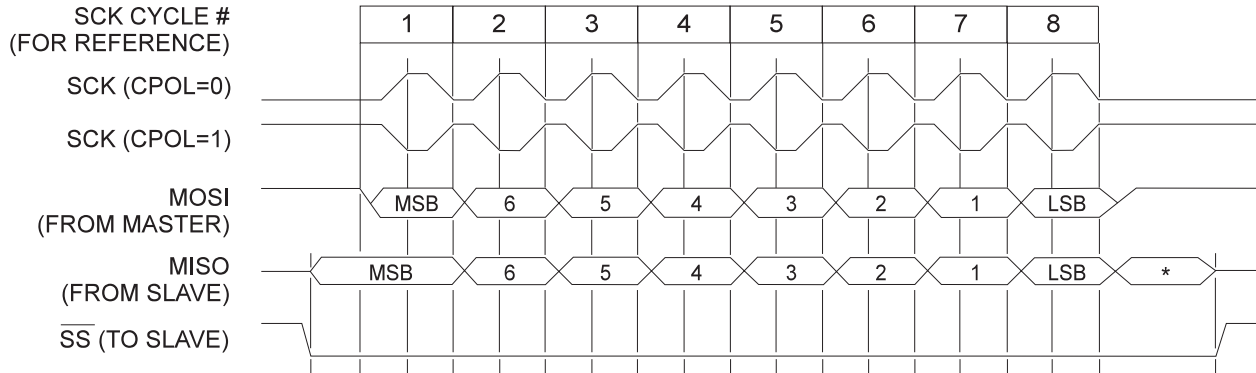 SCK CYCLE #
(FOR REFERENCE)
1 2 3 4 5 6 7 8
SCK (CPOL=0)
SCK (CPOL=1)
MOSI
(FROM MASTER)
MSB 6 5 4 3 2 1 LSB
MISO
(FROM SLAVE)
MSB 6 5 4 3 2 1 LSB *
SS (TO SLAVE)